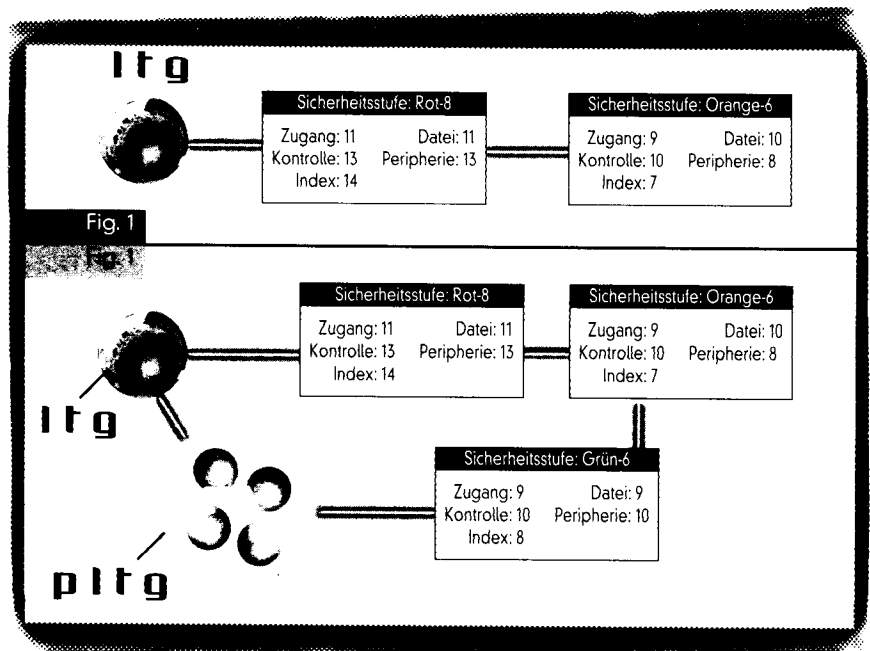 ltg
Sicherheitsstufe: Rot-8
Zugang: 11 Datei: 11
Kontrolle: 13 Peripherie: 13
Index: 14
Sicherheitsstufe: Orange-6
Zugang: 9 Datei: 10
Kontrolle: 10 Peripherie: 8
Index: 7
Fig. 1
Fig. 1
Sicherheitsstufe: Rot-8
Zugang: 11 Datei: 11
Kontrolle: 13 Peripherie: 13
Index: 14
Sicherheitsstufe: Orange-6
Zugang: 9 Datei: 10
Kontrolle: 10 Peripherie: 8
Index: 7
ltg
Sicherheitsstufe: Grün-6
Zugang: 9 Datei: 9
Kontrolle: 10 Peripherie: 10
Index: 8
pltg